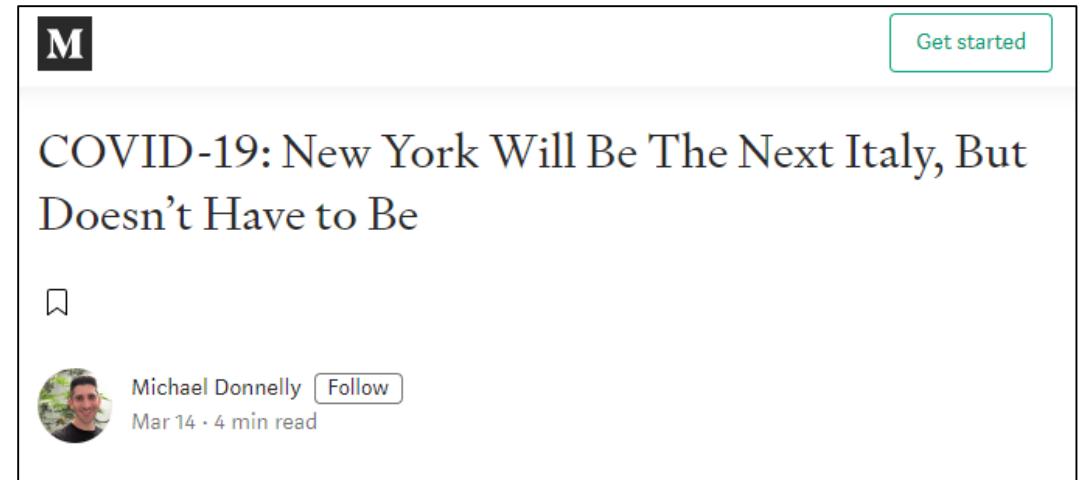 M
Get started
COVID-19: New York Will Be The Next Italy, But
Doesn’t Have to Be
Michael Donnelly Follow
Mar 14 · 4 min read